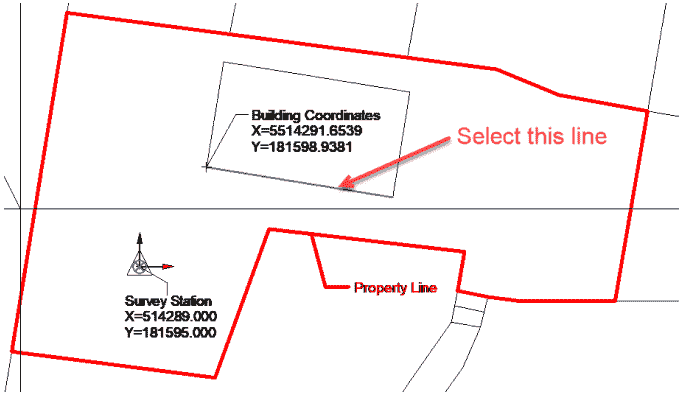 Building Coordinates
X=5514291.6539
Y=181598.9381
Select this line
Property Line
Survey Station
X=514289.000
Y=181595.000